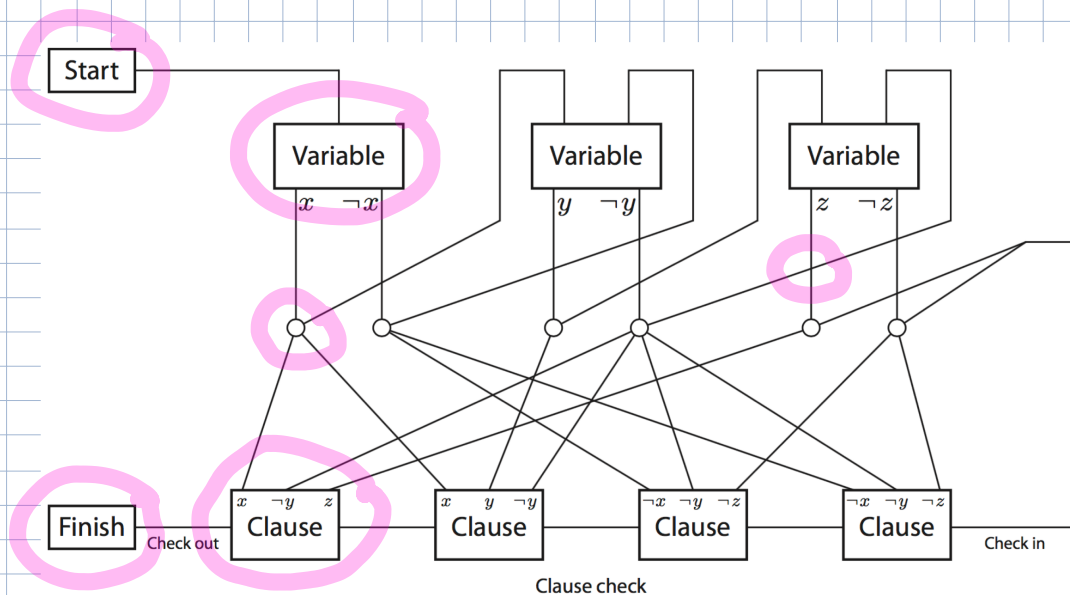 Start
Variable Variable Variable
x ¬x y ¬y z ¬z
x ¬y z x y ¬y ¬x ¬y ¬z ¬x ¬y ¬z
Finish Clause Clause Clause Clause
Check out Check in
Clause check